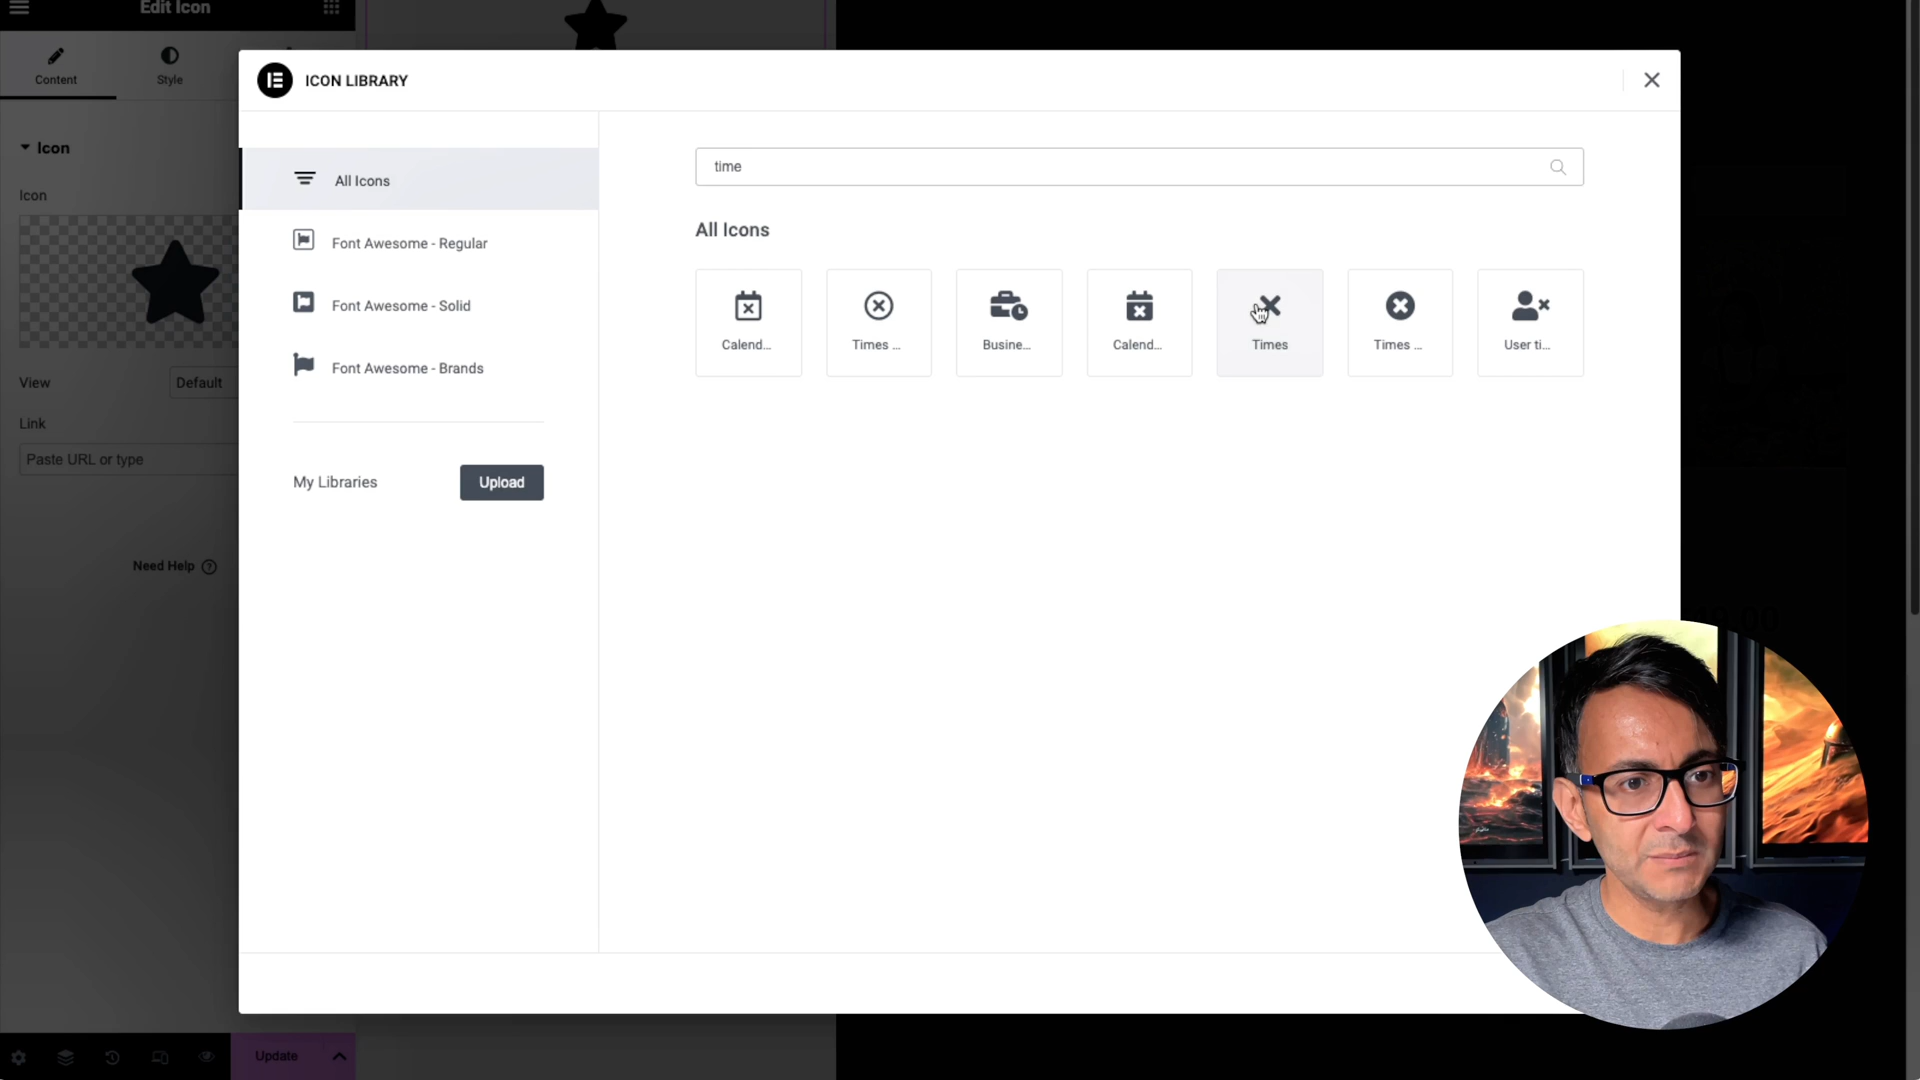 Edit Icon
Content
Style
ICON LIBRARY
Icon
Icon
View
Default
Link
Paste URL or type
Need Help
Update
All Icons
Font Awesome - Regular
Font Awesome - Solid
Font Awesome - Brands
My Libraries
Upload
time
All Icons
Calend...
Times ...
Busine...
Calend...
Times
Times ...
User ti...